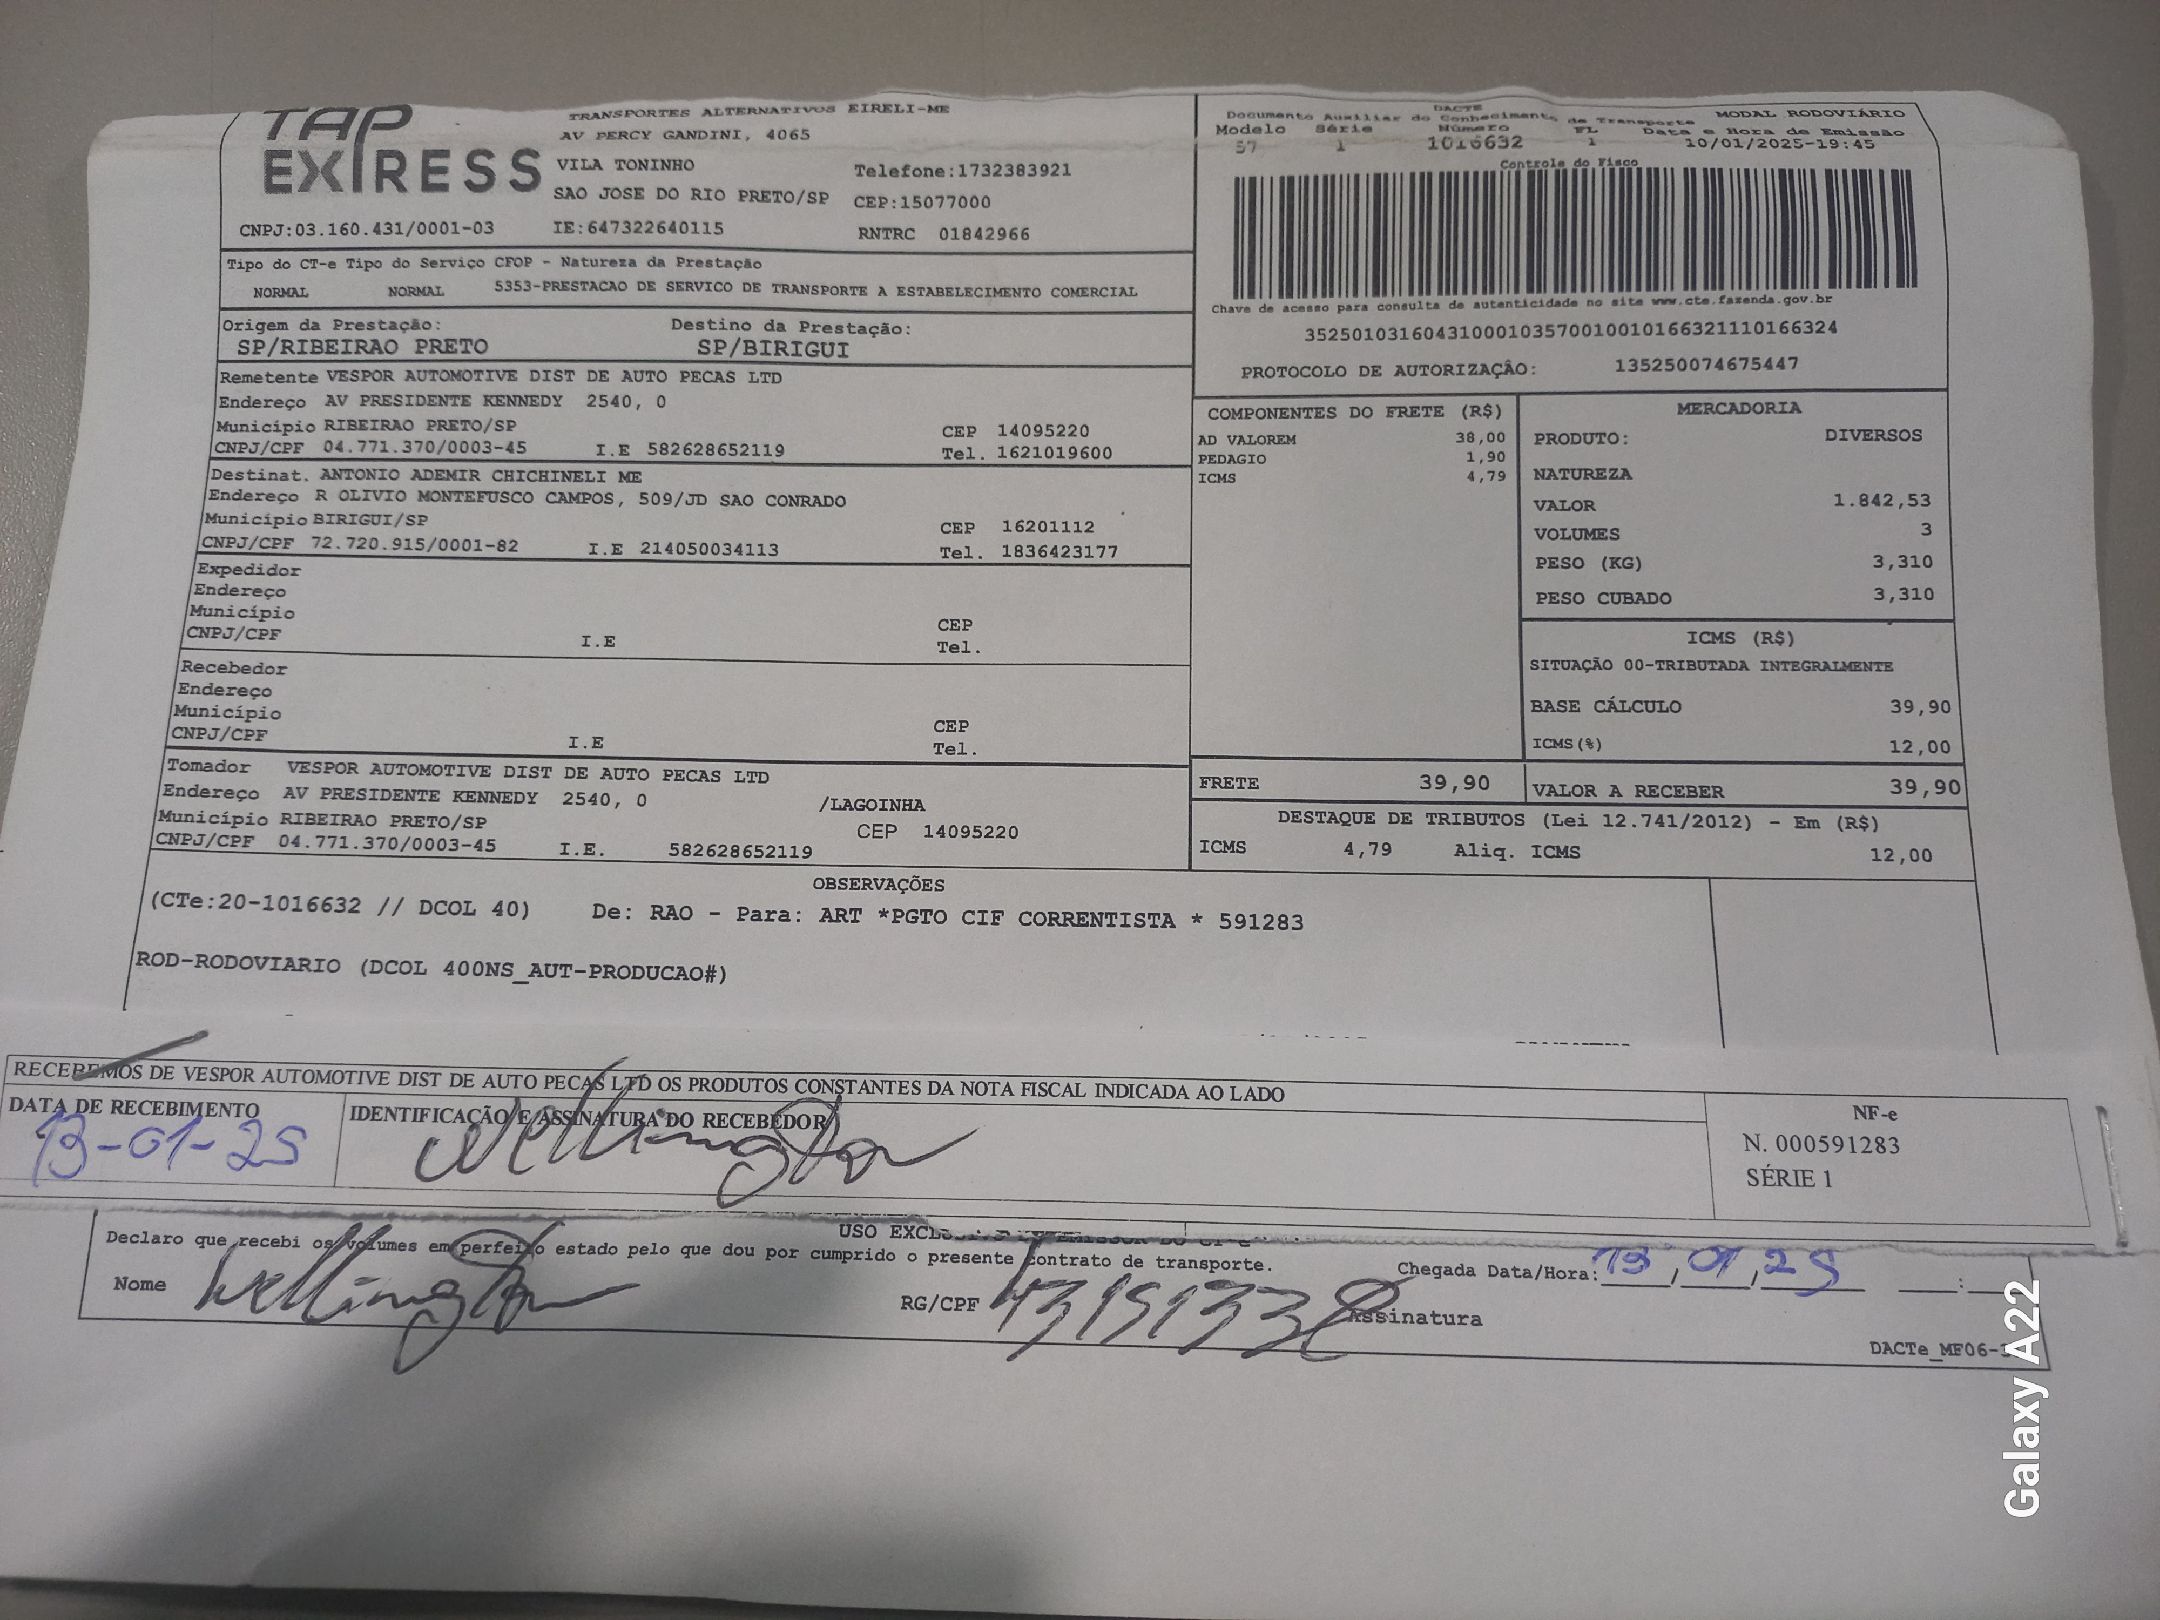 TAP EXPRESS
TRANSPORTES ALTERNATIVOS EIRELI-ME
AV PERCY GANDINI, 4065
VILA TONINHO
Telefone:1732383921
SAO JOSE DO RIO PRETO/SP
CEP:15077000
CNPJ:03.160.431/0001-03
IE:647322640115
RNTRC 01842966
DACTE
MODAL RODOVIÁRIO
Documento Auxiliar do Conhecimento de Transporte
Modelo Série Número FL Data e Hora de Emissão
57 1 1016632 1 10/01/2025-19:45
Controle do Fisco
Chave de acesso para consulta de autenticidade no site www.cte.fazenda.gov.br
35250103160431000103570010010166321110166324
PROTOCOLO DE AUTORIZAÇÂO: 135250074675447
Tipo do CT-e Tipo do Serviço CFOP - Natureza da Prestação
NORMAL NORMAL 5353-PRESTACAO DE SERVICO DE TRANSPORTE A ESTABELECIMENTO COMERCIAL
Origem da Prestação: Destino da Prestação:
SP/RIBEIRAO PRETO SP/BIRIGUI
Remetente VESPOR AUTOMOTIVE DIST DE AUTO PECAS LTD
Endereço AV PRESIDENTE KENNEDY 2540, 0
Município RIBEIRAO PRETO/SP CEP 14095220
CNPJ/CPF 04.771.370/0003-45 I.E 582628652119 Tel. 1621019600
Destinat. ANTONIO ADEMIR CHICHINELI ME
Endereço R OLIVIO MONTEFUSCO CAMPOS, 509/JD SAO CONRADO
Município BIRIGUI/SP CEP 16201112
CNPJ/CPF 72.720.915/0001-82 I.E 214050034113 Tel. 1836423177
Expedidor
Endereço
Município CEP
CNPJ/CPF I.E Tel.
Recebedor
Endereço
Município CEP
CNPJ/CPF I.E Tel.
Tomador VESPOR AUTOMOTIVE DIST DE AUTO PECAS LTD
Endereço AV PRESIDENTE KENNEDY 2540, 0 /LAGOINHA
Município RIBEIRAO PRETO/SP CEP 14095220
CNPJ/CPF 04.771.370/0003-45 I.E. 582628652119
COMPONENTES DO FRETE (R$)
AD VALOREM 38,00
PEDAGIO 1,90
ICMS 4,79
MERCADORIA
PRODUTO: DIVERSOS
NATUREZA
VALOR 1.842,53
VOLUMES 3
PESO (KG) 3,310
PESO CUBADO 3,310
ICMS (R$)
SITUAÇÃO 00-TRIBUTADA INTEGRALMENTE
BASE CÁLCULO 39,90
ICMS(%) 12,00
FRETE 39,90 VALOR A RECEBER 39,90
DESTAQUE DE TRIBUTOS (Lei 12.741/2012) - Em (R$)
ICMS 4,79 Aliq. ICMS 12,00
OBSERVAÇÕES
(CTe:20-1016632 // DCOL 40) De: RAO - Para: ART *PGTO CIF CORRENTISTA * 591283
ROD-RODOVIARIO (DCOL 400NS_AUT-PRODUCAO#)
RECEBEMOS DE VESPOR AUTOMOTIVE DIST DE AUTO PECAS LTD OS PRODUTOS CONSTANTES DA NOTA FISCAL INDICADA AO LADO
DATA DE RECEBIMENTO IDENTIFICAÇÃO E ASSINATURA DO RECEBEDOR
13-01-25 Wellington
NF-e
N. 000591283
SÉRIE 1
USO
Declaro que recebi os volumes em perfeito estado pelo que dou por cumprido o presente contrato de transporte.
Chegada Data/Hora: 13,01,25 :
Nome Wellington RG/CPF Assinatura
DACTe_MF06-
Galaxy A22